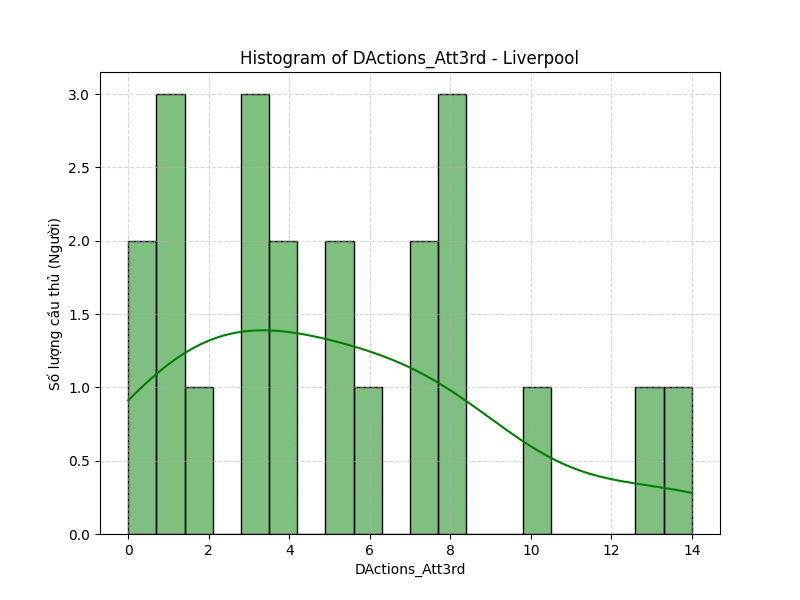 Histogram of DActions_Att3rd - Liverpool
Số lượng cầu thủ (Người)
3.0
2.5
2.0
1.5
1.0
0.5
0.0
0 2 4 6 8 10 12 14
DActions_Att3rd